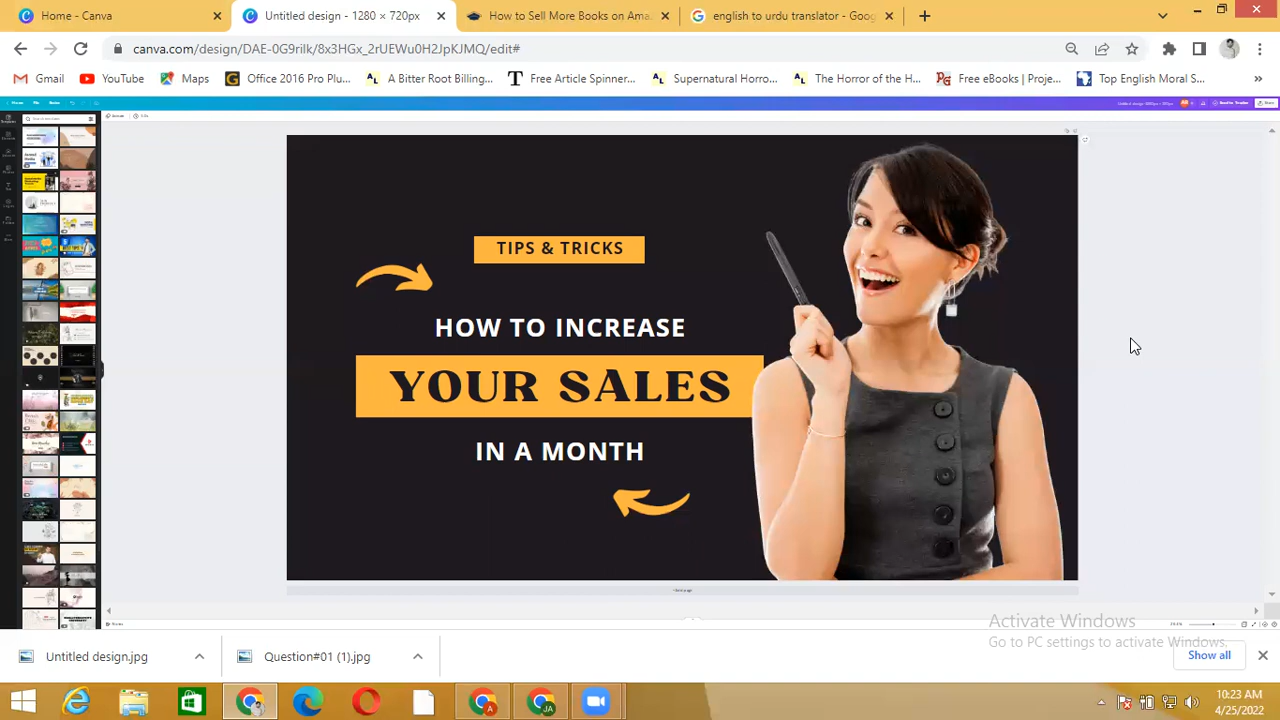 Home - Canva
Untitled design - 1280 × 720px
How to Sell More Books on Ama
english to urdu translator - Goo
canva.com/design/DAE-0G9rilk/8x3HGx_2rUEWu0H2JpKJMQ/edit#
Gmail
YouTube
Maps
Office 2016 Pro Plu...
A Bitter Root Billing...
Free Article Spinner...
Supernatural Horro...
The Horror of the H...
Free eBooks | Proje...
Top English Moral S...
TIPS & TRICKS
HOW TO INCREASE
YOUR SALES
IN A MONTH
Activate Windows
Go to PC settings to activate Windows.
Untitled design.jpg
Question#01 (1).jpg
Show all
10:23 AM
4/25/2022